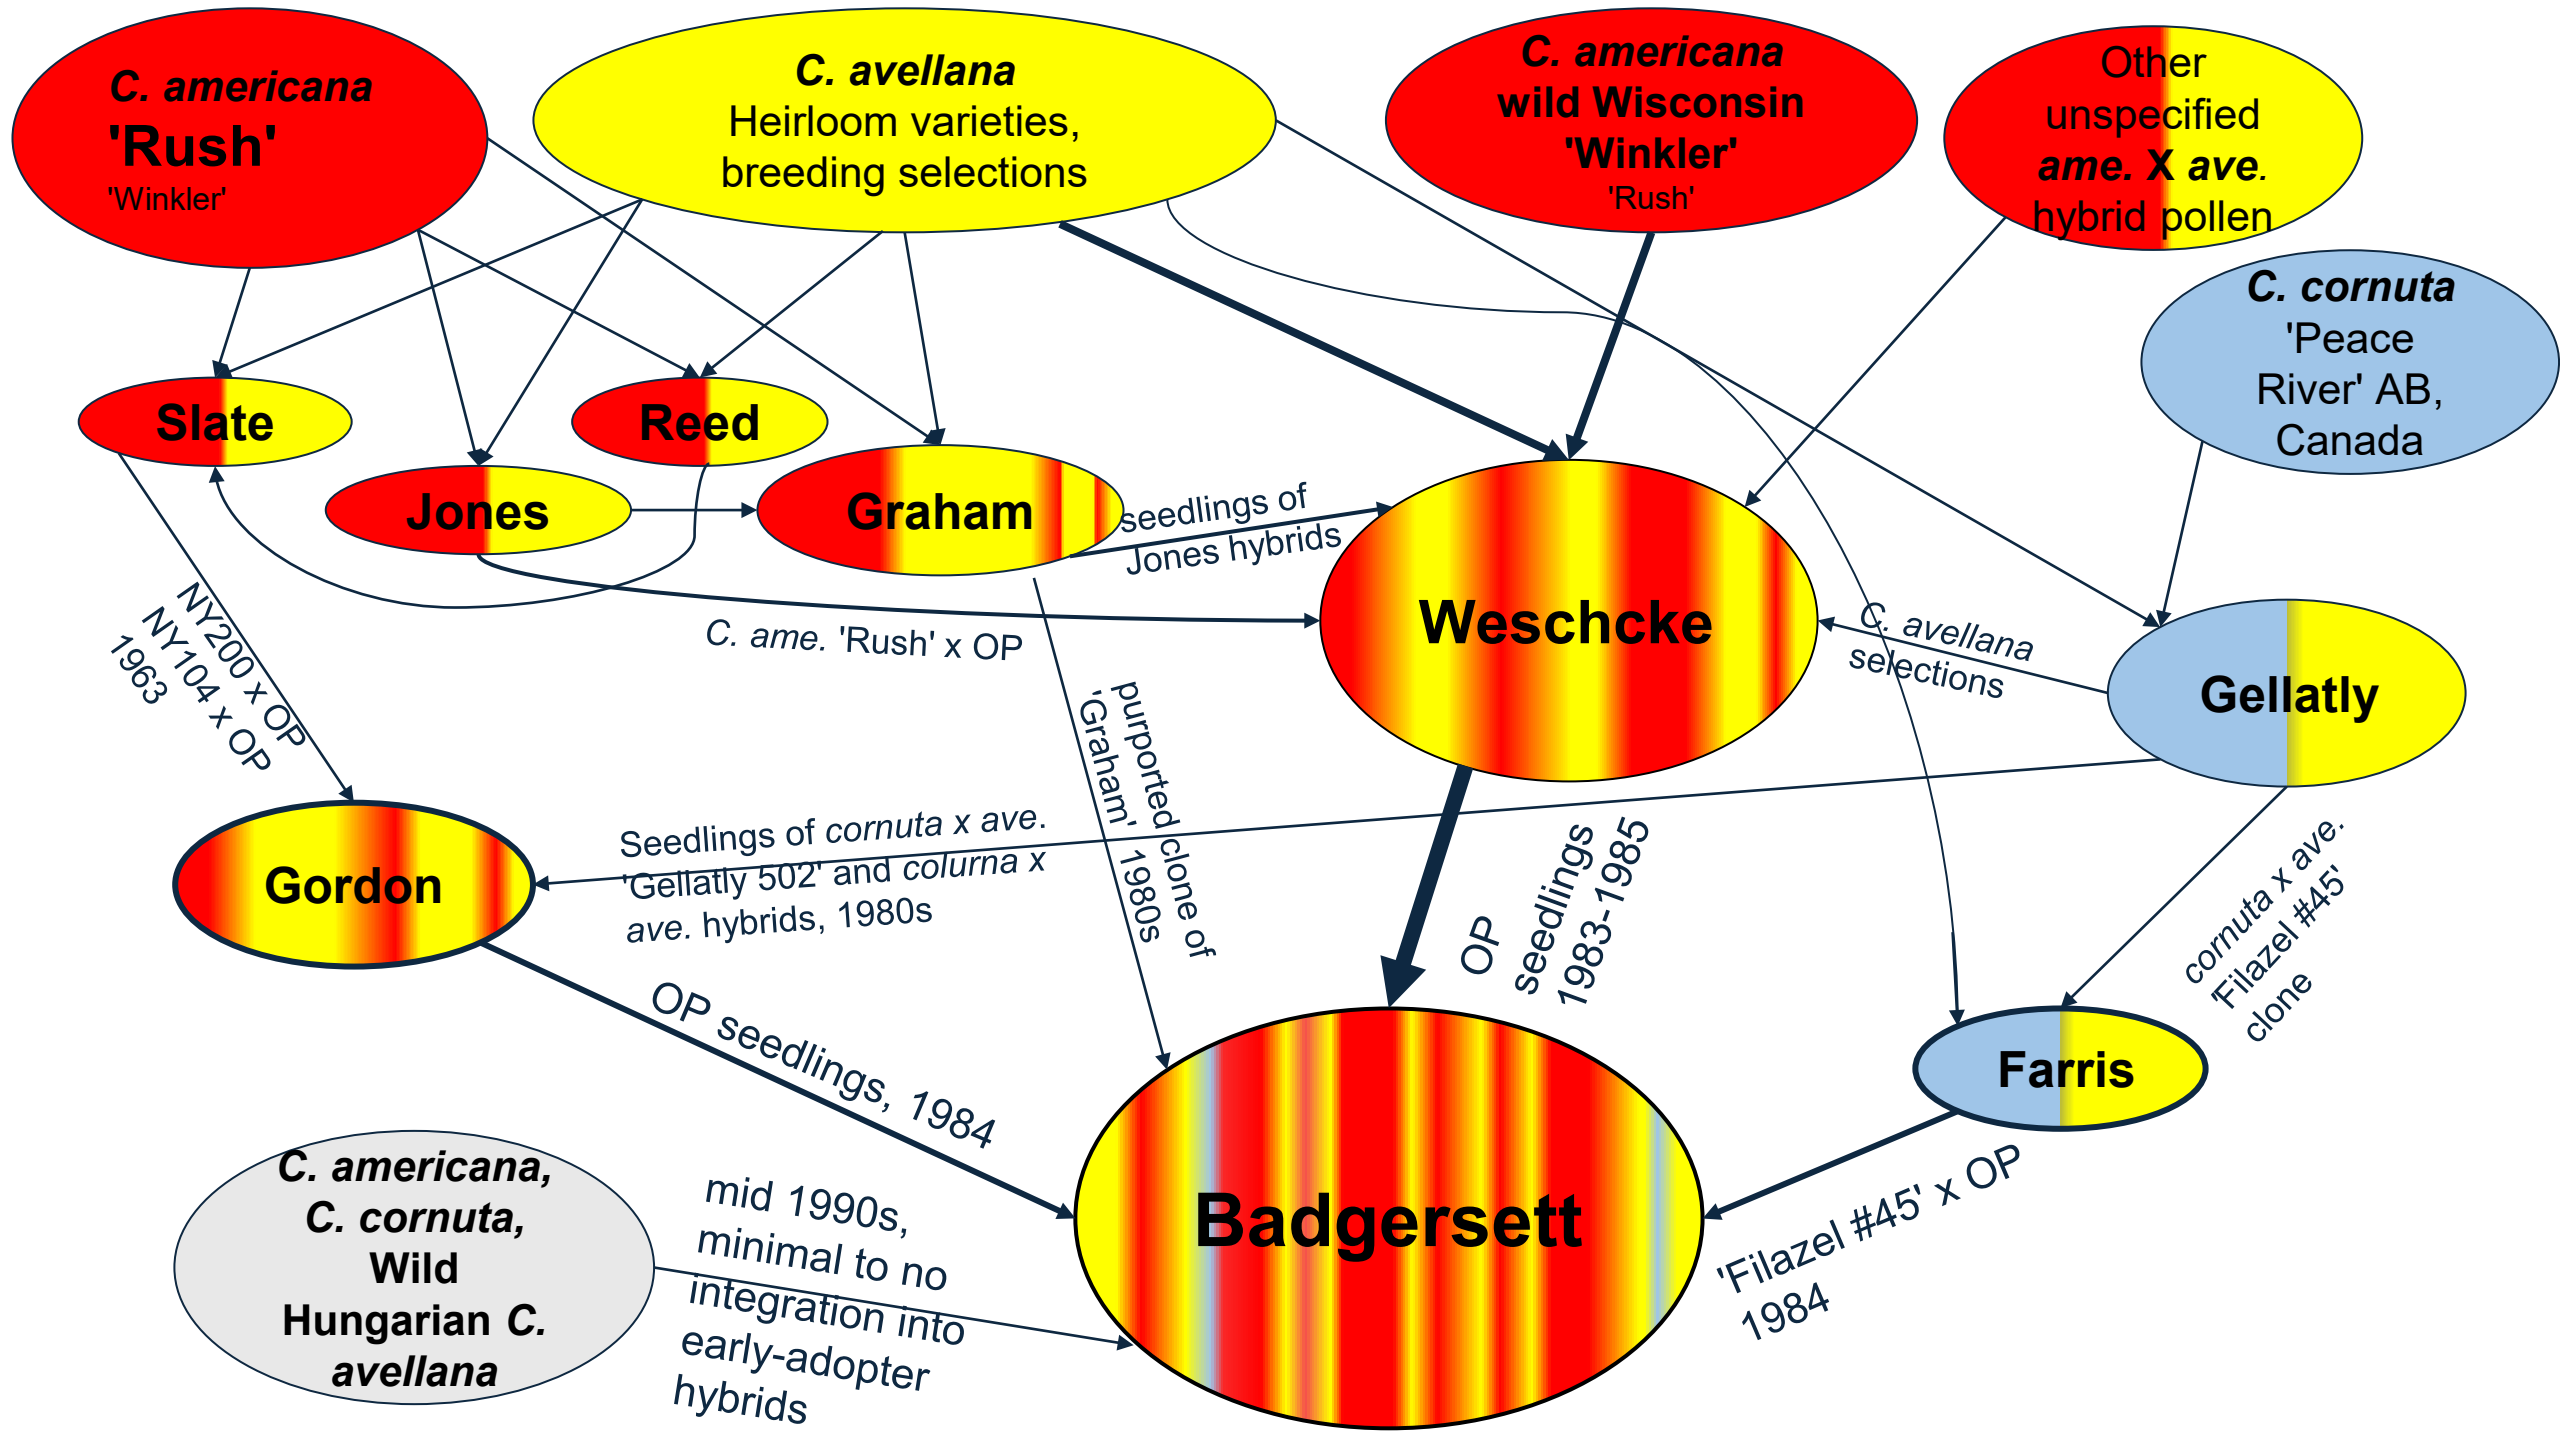 C. americana
'Rush'
'Winkler'
C. avellana
Heirloom varieties,
breeding selections
C. americana
wild Wisconsin
'Winkler'
'Rush'
Other
unspecified
ame. X ave.
hybrid pollen
C. cornuta
'Peace
River' AB,
Canada
Slate
Reed
Jones
Graham
seedlings of
Jones hybrids
Weschcke
C. ame. 'Rush' x OP
C. avellana
selections
Gellatly
NY200 x OP
NY104 x OP
1963
purported clone of
'Graham' 1980s
Gordon
Seedlings of cornuta x ave.
'Gellatly 502' and colurna x
ave. hybrids, 1980s
OP
seedlings
1983-1985
cornuta x ave.
'Filazel #45'
clone
OP seedlings, 1984
Farris
Badgersett
'Filazel #45' x OP
1984
C. americana,
C. cornuta,
Wild
Hungarian C.
avellana
mid 1990s,
minimal to no
integration into
early-adopter
hybrids